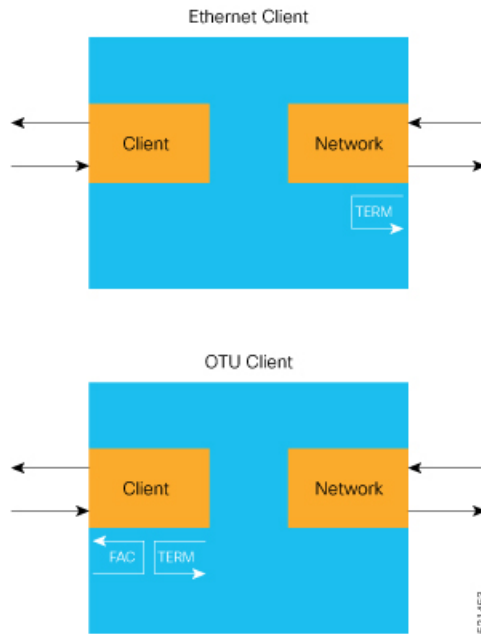 Ethernet Client
Client
Network
TERM
OTU Client
Client
Network
FAC
TERM